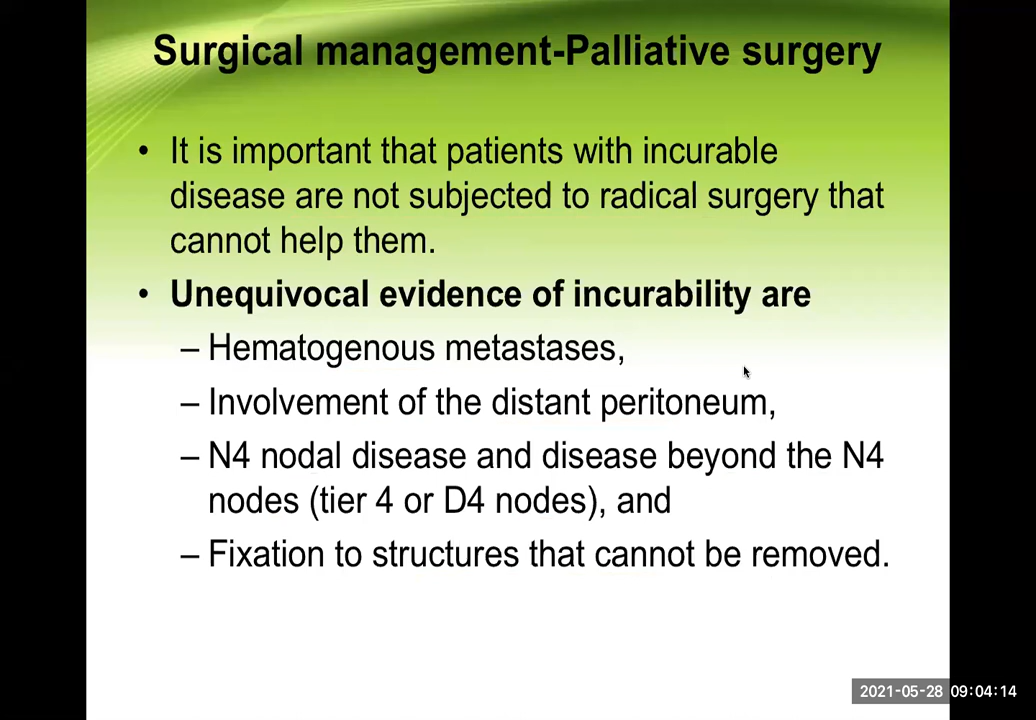 Surgical management-Palliative surgery
• It is important that patients with incurable
disease are not subjected to radical surgery that
cannot help them.
• Unequivocal evidence of incurability are
– Hematogenous metastases,
– Involvement of the distant peritoneum,
– N4 nodal disease and disease beyond the N4
nodes (tier 4 or D4 nodes), and
– Fixation to structures that cannot be removed.
2021-05-28 09:04:14